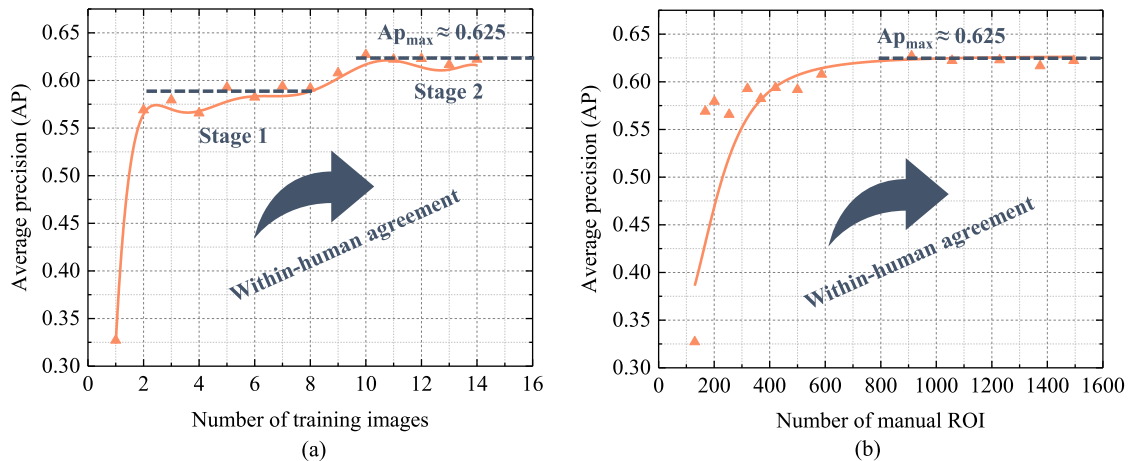 0.65
0.60
0.55
0.50
0.45
0.40
0.35
0.30
Average precision (AP)
Ap_max ≈ 0.625
Stage 1
Stage 2
Within-human agreement
0 2 4 6 8 10 12 14 16
Number of training images
(a)
0.65
0.60
0.55
0.50
0.45
0.40
0.35
0.30
Average precision (AP)
Ap_max ≈ 0.625
Within-human agreement
0 200 400 600 800 1000 1200 1400 1600
Number of manual ROI
(b)